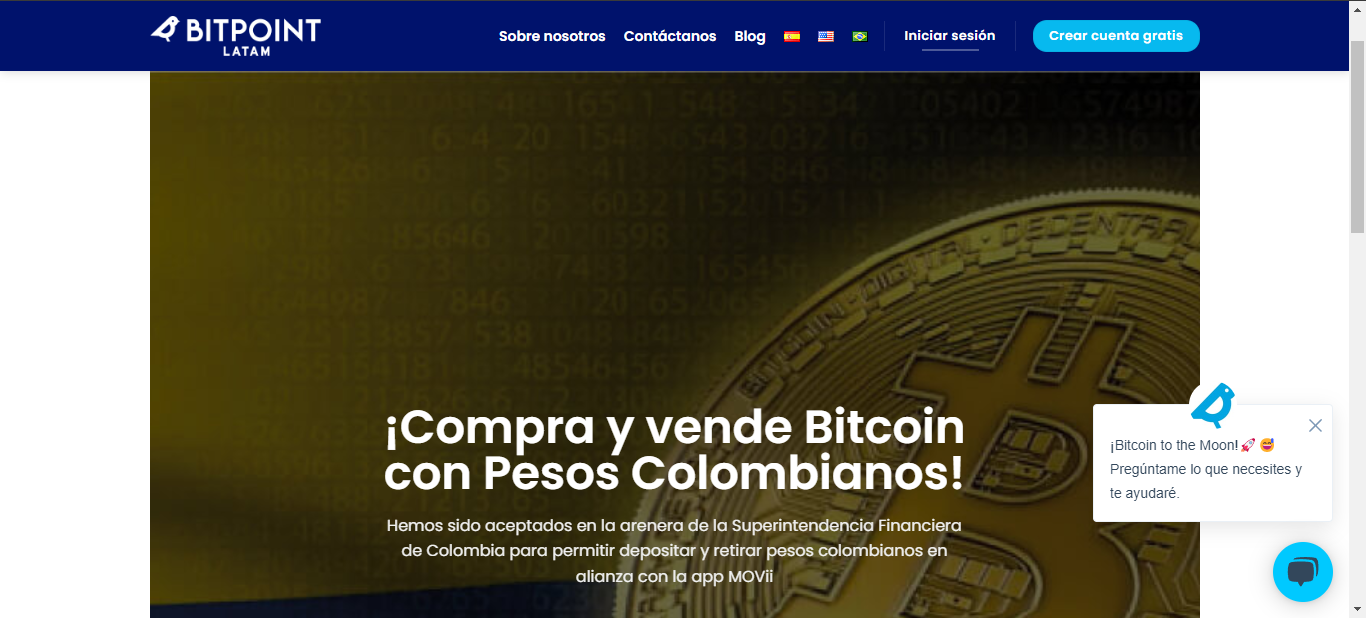 BITPOINT
LATAM
Sobre nosotros Contáctanos Blog Iniciar sesión Crear cuenta gratis
¡Compra y vende Bitcoin
con Pesos Colombianos!
Hemos sido aceptados en la arenera de la Superintendencia Financiera
de Colombia para permitir depositar y retirar pesos colombianos en
alianza con la app MOVii
¡Bitcoin to the Moon!🚀 😅
Pregúntame lo que necesites y
te ayudaré.